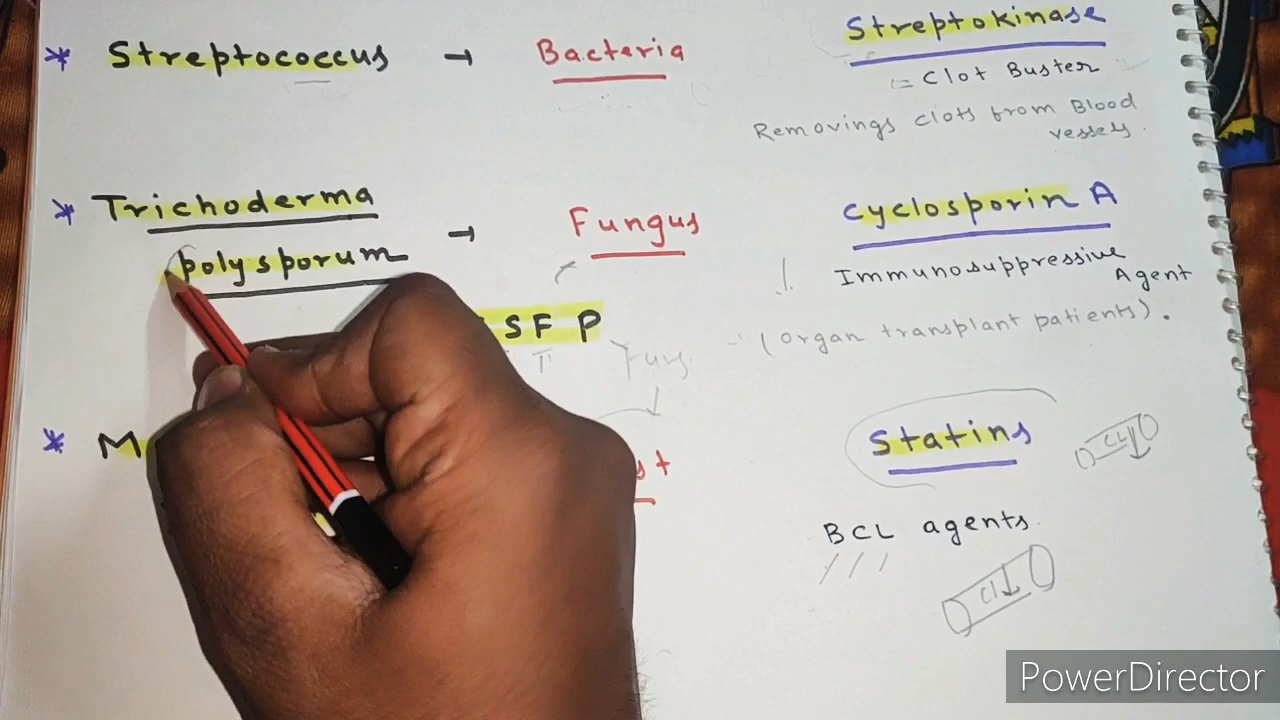 * Streptococcus → Bacteria
Streptokinase
= Clot Buster
Removings clots from Blood
vessels.
* Trichoderma
polysporum → Fungus
Cyclosporin A
Immunosuppressive
Agent
(organ transplant patients).
SFP
Statins
CL
BCL agents
PowerDirector